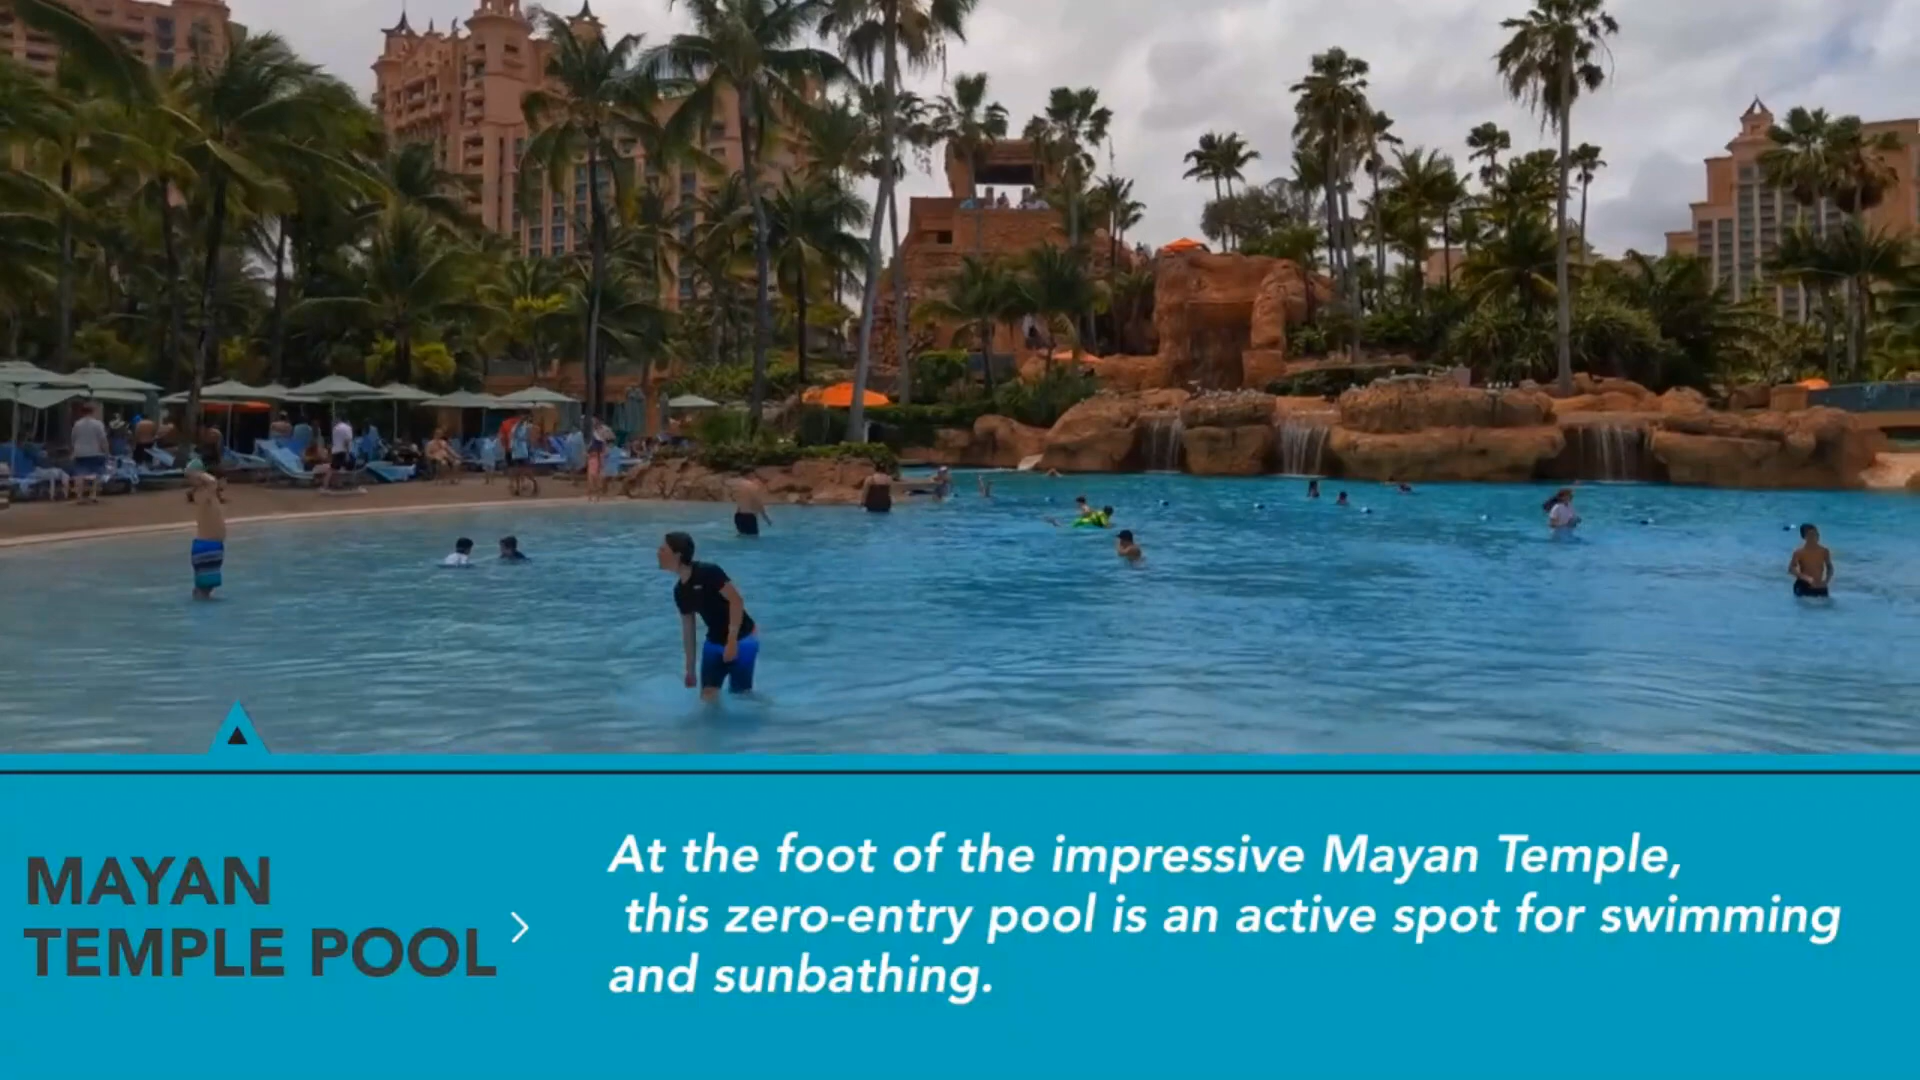 MAYAN
TEMPLE POOL
At the foot of the impressive Mayan Temple,
this zero-entry pool is an active spot for swimming
and sunbathing.